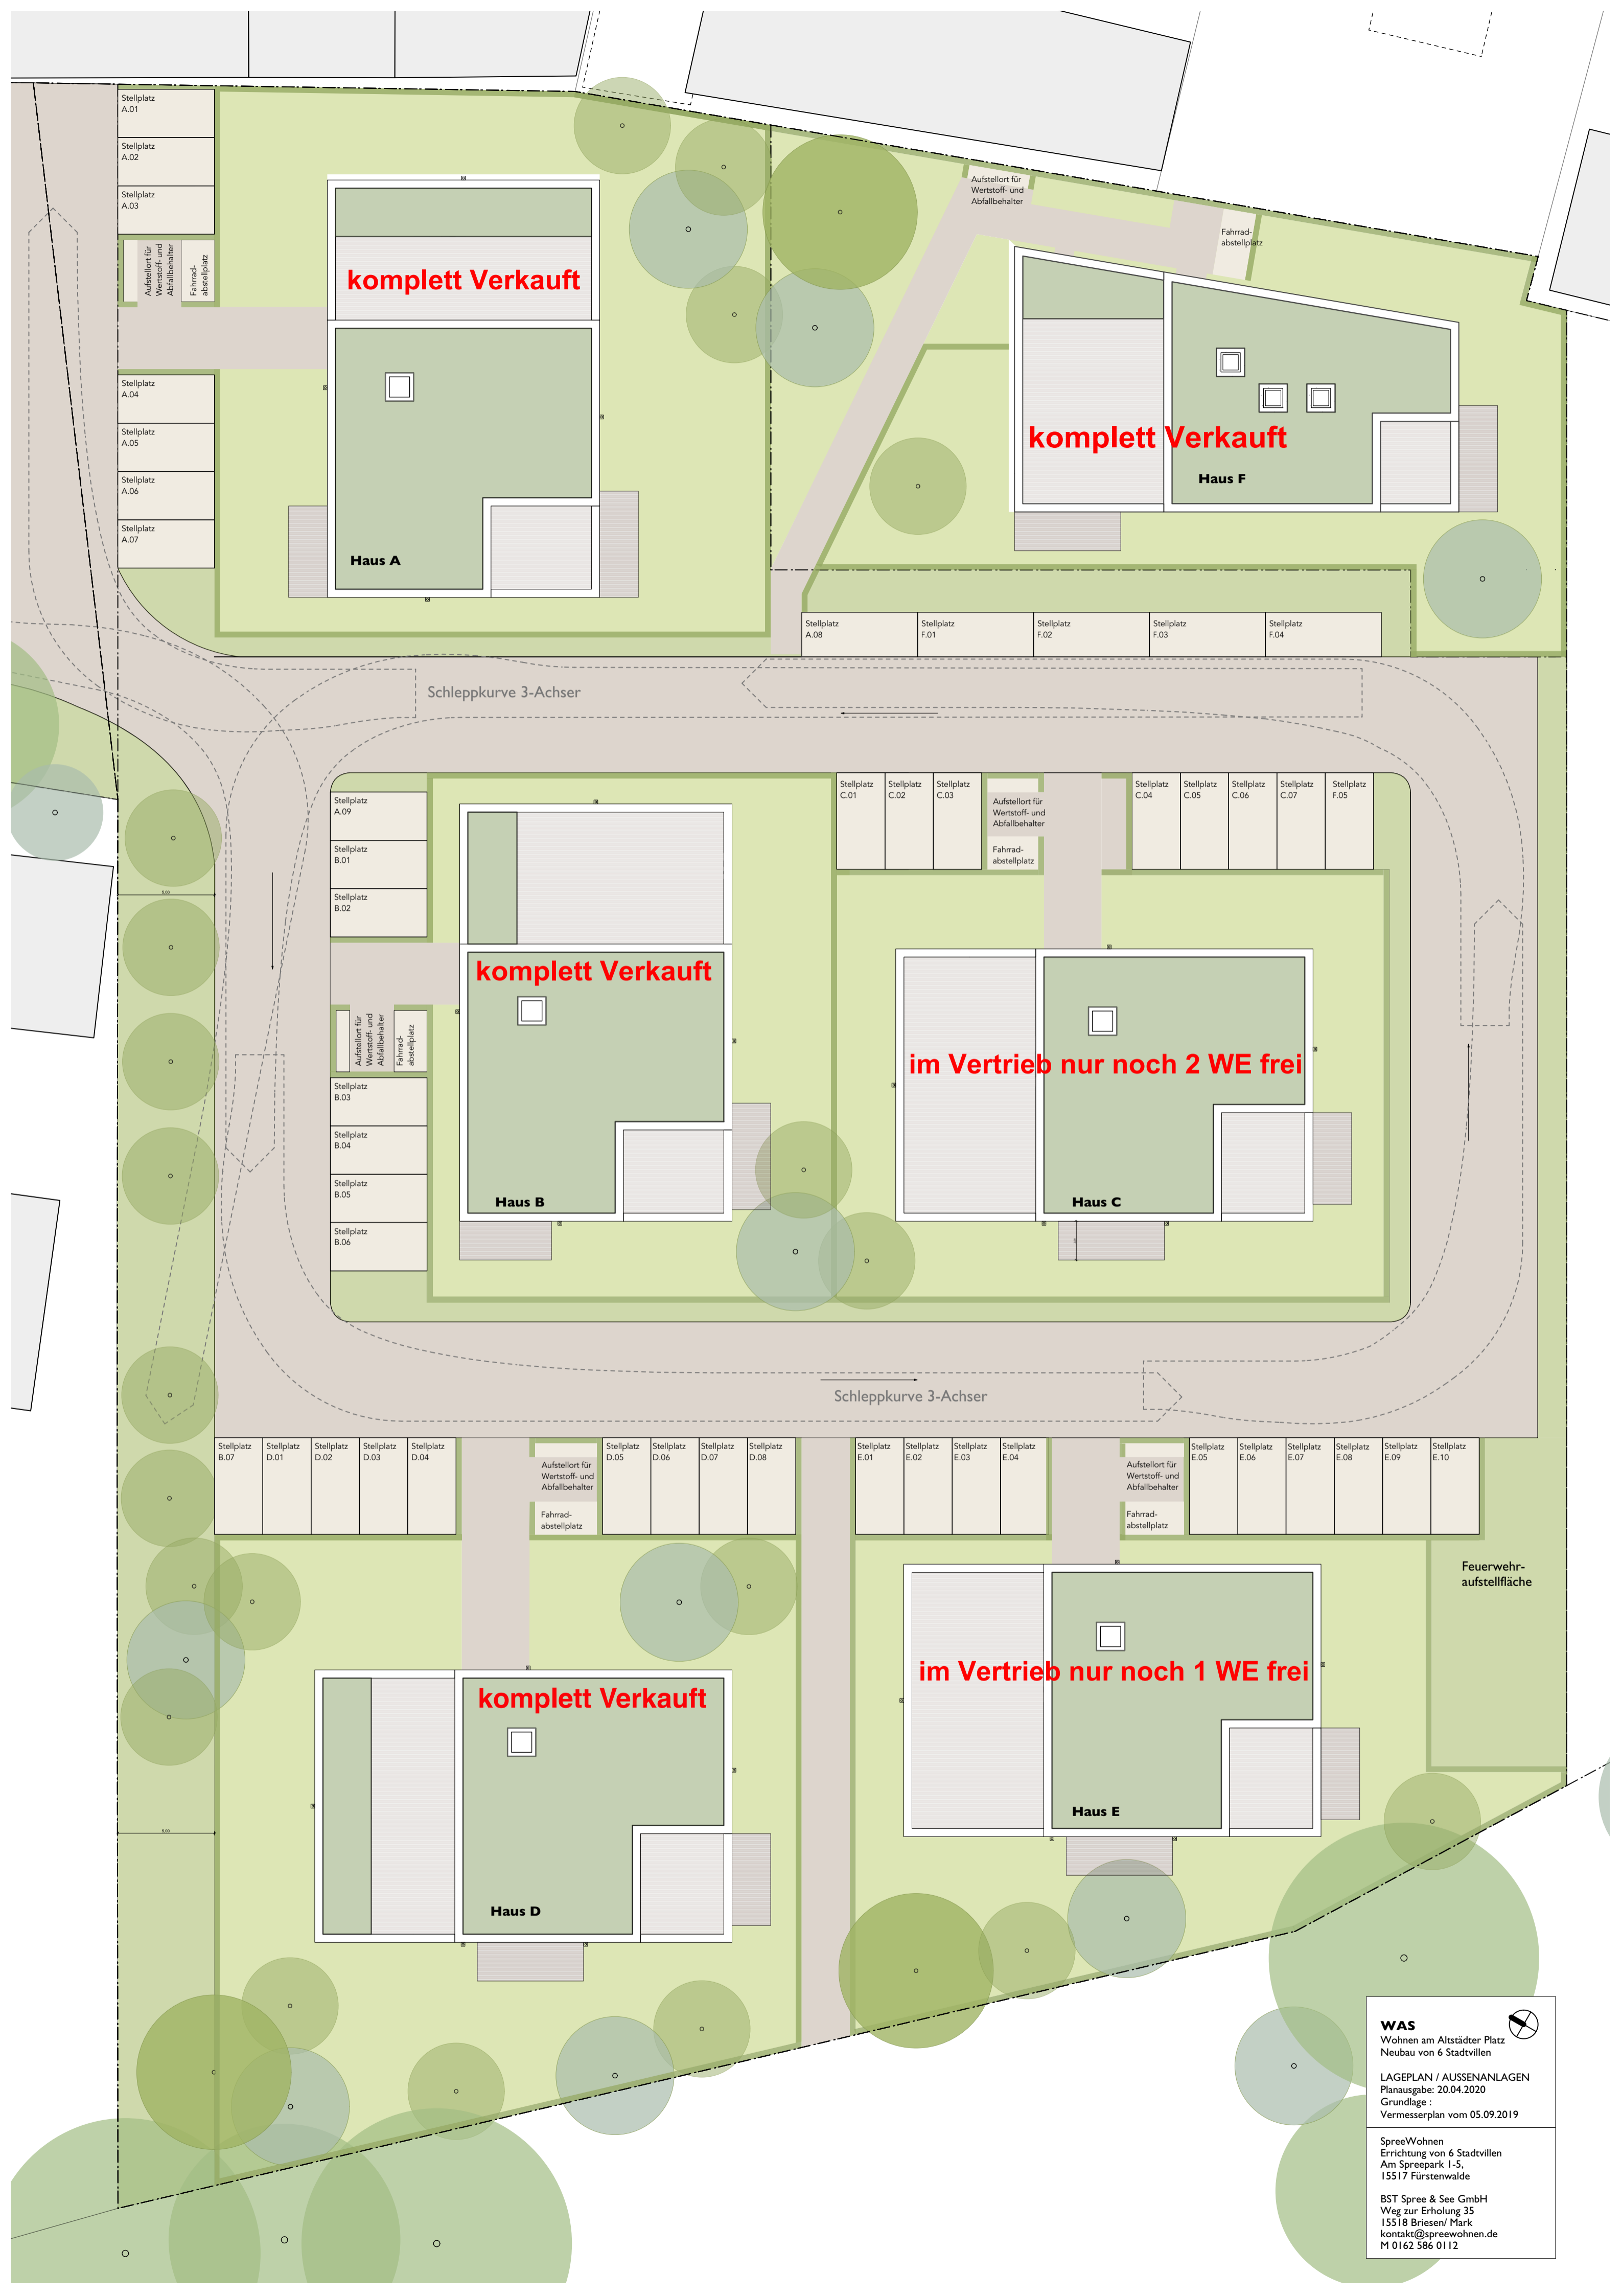 Stellplatz
A.01
Stellplatz
A.02
Stellplatz
A.03
Aufstellort für
Wertstoff- und
Abfallbehalter
Fahrrad-
abstellplatz
Stellplatz
A.04
Stellplatz
A.05
Stellplatz
A.06
Stellplatz
A.07
komplett Verkauft
Haus A
Aufstellort für
Wertstoff- und
Abfallbehalter
Fahrrad-
abstellplatz
komplett Verkauft
Haus F
Stellplatz
A.08
Stellplatz
F.01
Stellplatz
F.02
Stellplatz
F.03
Stellplatz
F.04
Schleppkurve 3-Achser
Stellplatz
A.09
Stellplatz
B.01
Stellplatz
B.02
Aufstellort für
Wertstoff- und
Abfallbehalter
Fahrrad-
abstellplatz
Stellplatz
B.03
Stellplatz
B.04
Stellplatz
B.05
Stellplatz
B.06
komplett Verkauft
Haus B
Stellplatz
C.01
Stellplatz
C.02
Stellplatz
C.03
Aufstellort für
Wertstoff- und
Abfallbehalter
Fahrrad-
abstellplatz
Stellplatz
C.04
Stellplatz
C.05
Stellplatz
C.06
Stellplatz
C.07
Stellplatz
F.05
im Vertrieb nur noch 2 WE frei
Haus C
Schleppkurve 3-Achser
Stellplatz
B.07
Stellplatz
D.01
Stellplatz
D.02
Stellplatz
D.03
Stellplatz
D.04
Aufstellort für
Wertstoff- und
Abfallbehalter
Fahrrad-
abstellplatz
Stellplatz
D.05
Stellplatz
D.06
Stellplatz
D.07
Stellplatz
D.08
Stellplatz
E.01
Stellplatz
E.02
Stellplatz
E.03
Stellplatz
E.04
Aufstellort für
Wertstoff- und
Abfallbehalter
Fahrrad-
abstellplatz
Stellplatz
E.05
Stellplatz
E.06
Stellplatz
E.07
Stellplatz
E.08
Stellplatz
E.09
Stellplatz
E.10
Feuerwehr-
aufstellfläche
komplett Verkauft
Haus D
im Vertrieb nur noch 1 WE frei
Haus E
WAS
Wohnen am Altstädter Platz
Neubau von 6 Stadtvillen
LAGEPLAN / AUSSENANLAGEN
Planausgabe: 20.04.2020
Grundlage :
Vermesserplan vom 05.09.2019
SpreeWohnen
Errichtung von 6 Stadtvillen
Am Spreepark 1-5,
15517 Fürstenwalde
BST Spree & See GmbH
Weg zur Erholung 35
15518 Briesen/ Mark
kontakt@spreewohnen.de
M 0162 586 0112